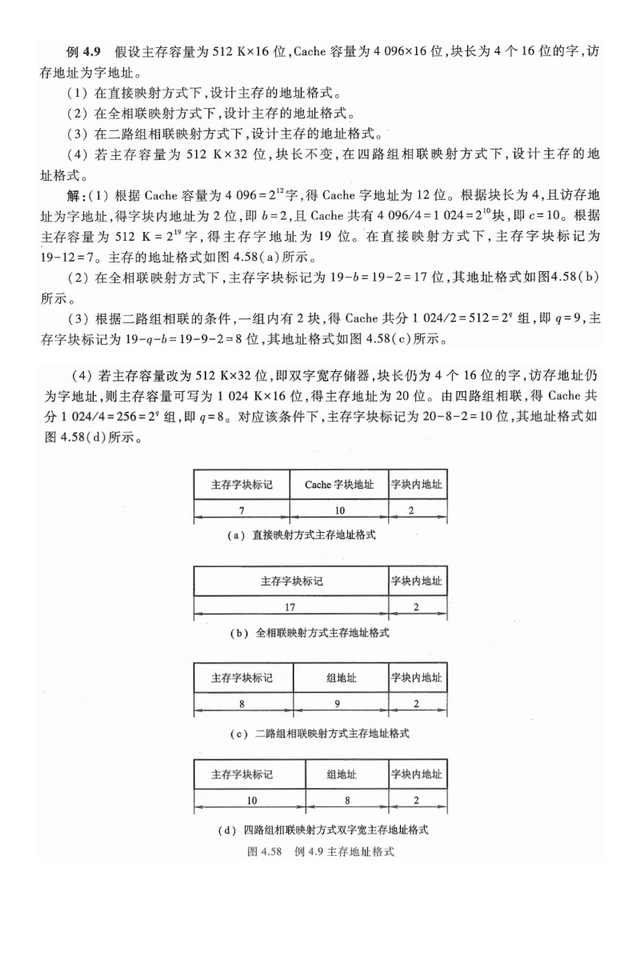 例 4.9 假设主存容量为 512 K×16 位,Cache 容量为 4 096×16 位,块长为 4 个 16 位的字,访
存地址为字地址。
(1) 在直接映射方式下,设计主存的地址格式。
(2) 在全相联映射方式下,设计主存的地址格式。
(3) 在二路组相联映射方式下,设计主存的地址格式。
(4) 若主存容量为 512 K×32 位,块长不变,在四路组相联映射方式下,设计主存的地
址格式。
解:(1) 根据 Cache 容量为 4 096=2¹²字,得 Cache 字地址为 12 位。根据块长为 4,且访存地
址为字地址,得字块内地址为 2 位,即 b=2,且 Cache 共有 4 096/4=1 024=2¹⁰块,即 c=10。根据
主存容量为 512 K=2¹⁹字,得主存字地址为 19 位。在直接映射方式下,主存字块标记为
19-12=7。主存的地址格式如图 4.58(a)所示。
(2) 在全相联映射方式下,主存字块标记为 19-b=19-2=17 位,其地址格式如图4.58(b)
所示。
(3) 根据二路组相联的条件,一组内有 2 块,得 Cache 共分 1 024/2=512=2⁹ 组,即 q=9,主
存字块标记为 19-q-b=19-9-2=8 位,其地址格式如图 4.58(c)所示。
(4) 若主存容量改为 512 K×32 位,即双字宽存储器,块长仍为 4 个 16 位的字,访存地址仍
为字地址,则主存容量可写为 1 024 K×16 位,得主存地址为 20 位。由四路组相联,得 Cache 共
分 1 024/4=256=2^q 组,即 q=8。对应该条件下,主存字块标记为 20-8-2=10 位,其地址格式如
图 4.58(d)所示。
主存字块标记 Cache 字块地址 字块内地址
7 10 2
(a) 直接映射方式主存地址格式
主存字块标记 字块内地址
17 2
(b) 全相联映射方式主存地址格式
主存字块标记 组地址 字块内地址
8 9 2
(c) 二路组相联映射方式主存地址格式
主存字块标记 组地址 字块内地址
10 8 2
(d) 四路组相联映射方式双字宽主存地址格式
图 4.58 例 4.9 主存地址格式